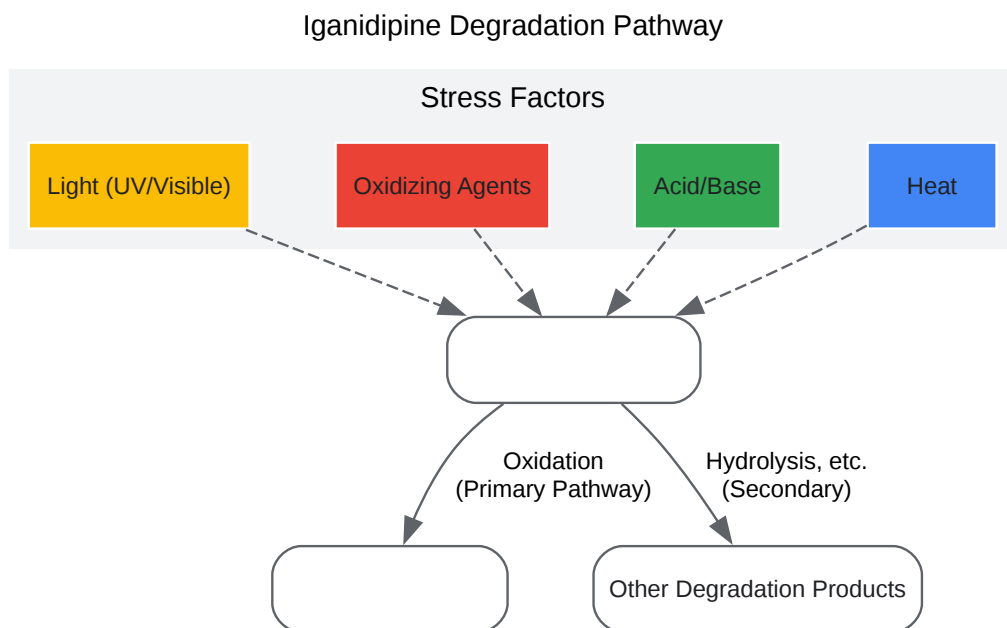 Iganidipine Degradation Pathway
Stress Factors
Light (UV/Visible)
Oxidizing Agents
Acid/Base
Heat
Oxidation
(Primary Pathway)
Hydrolysis, etc.
(Secondary)
Other Degradation Products